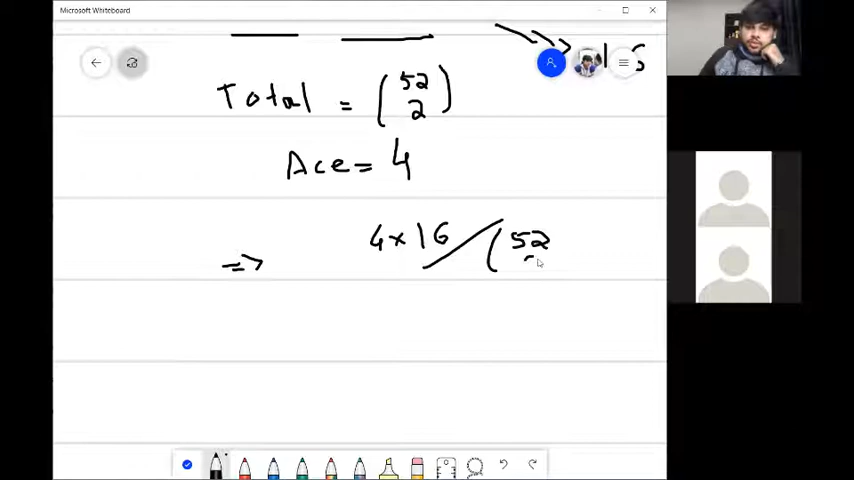 Microsoft Whiteboard
Total = (52 2)
Ace = 4
=> 4 x 16 / (52